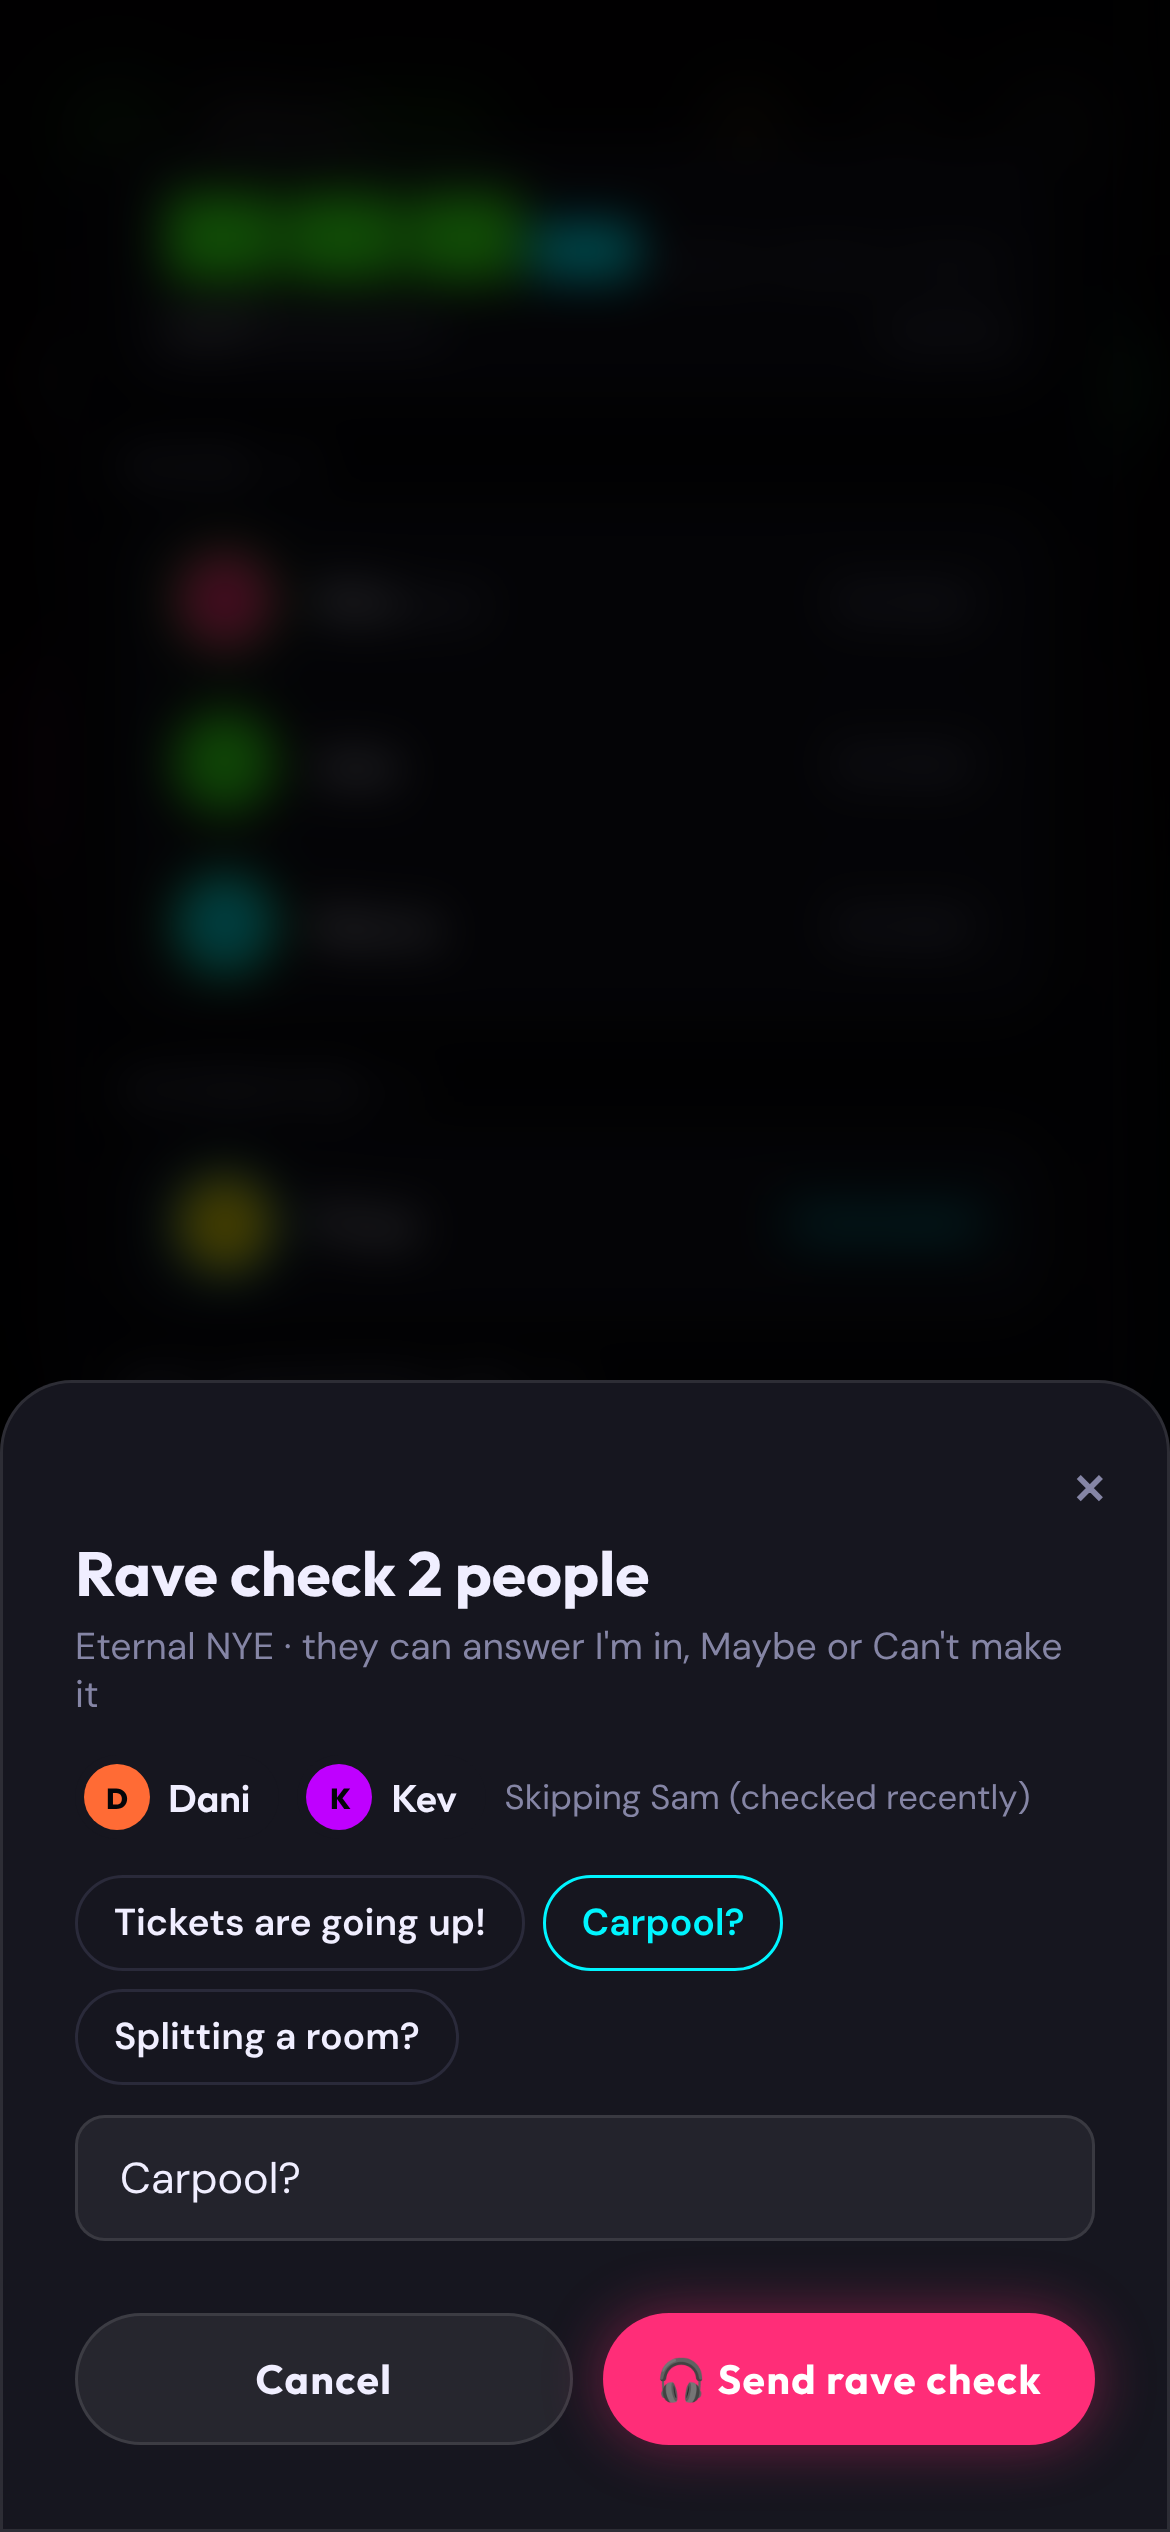 ×
Rave check 2 people
Eternal NYE · they can answer I'm in, Maybe or Can't make
it
D Dani K Kev Skipping Sam (checked recently)
Tickets are going up! Carpool?
Splitting a room?
Carpool?
Cancel 🎧 Send rave check